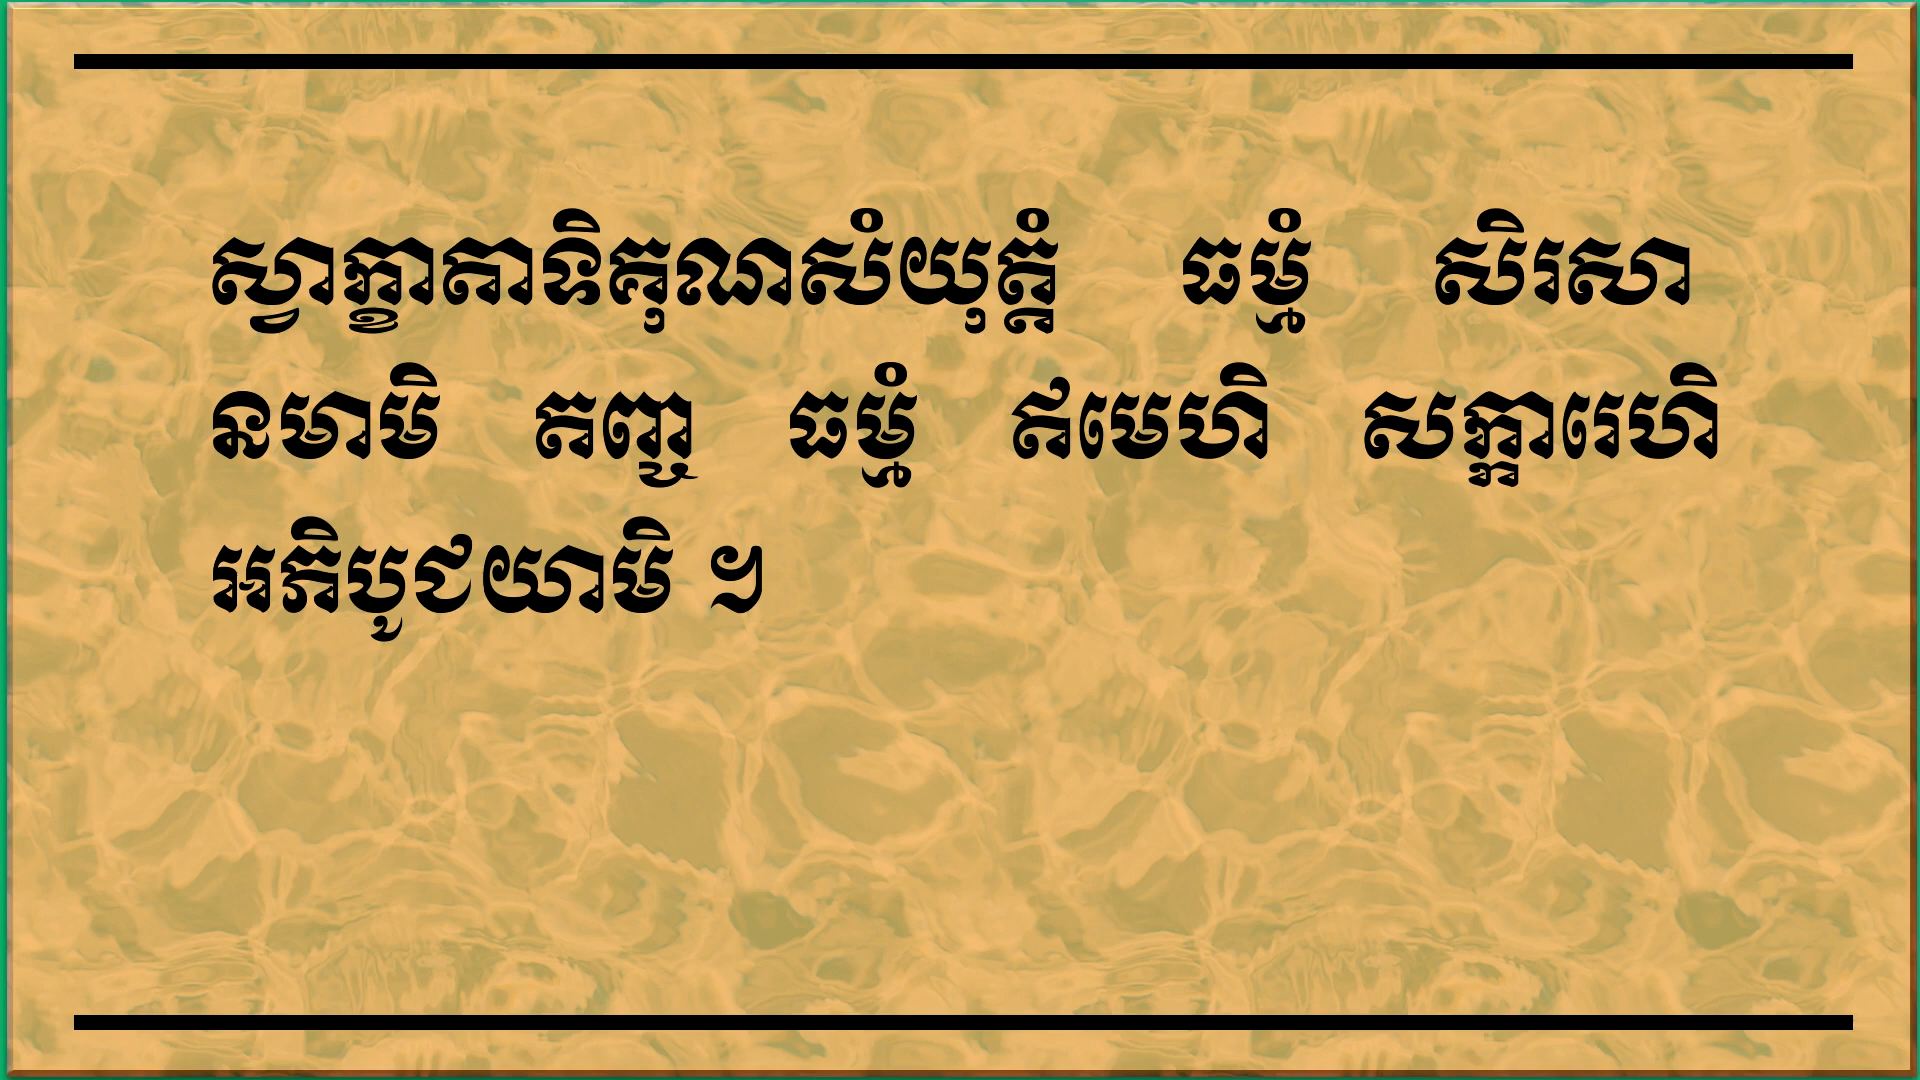 ស្វាក្ខាតាទិគុណសំយុត្តំ ធម្មំ សិរសា
នមាមិ តញ្ច ធម្មំ ឥមេហិ សក្ការេហិ
អភិបូជយាមិ ៗ